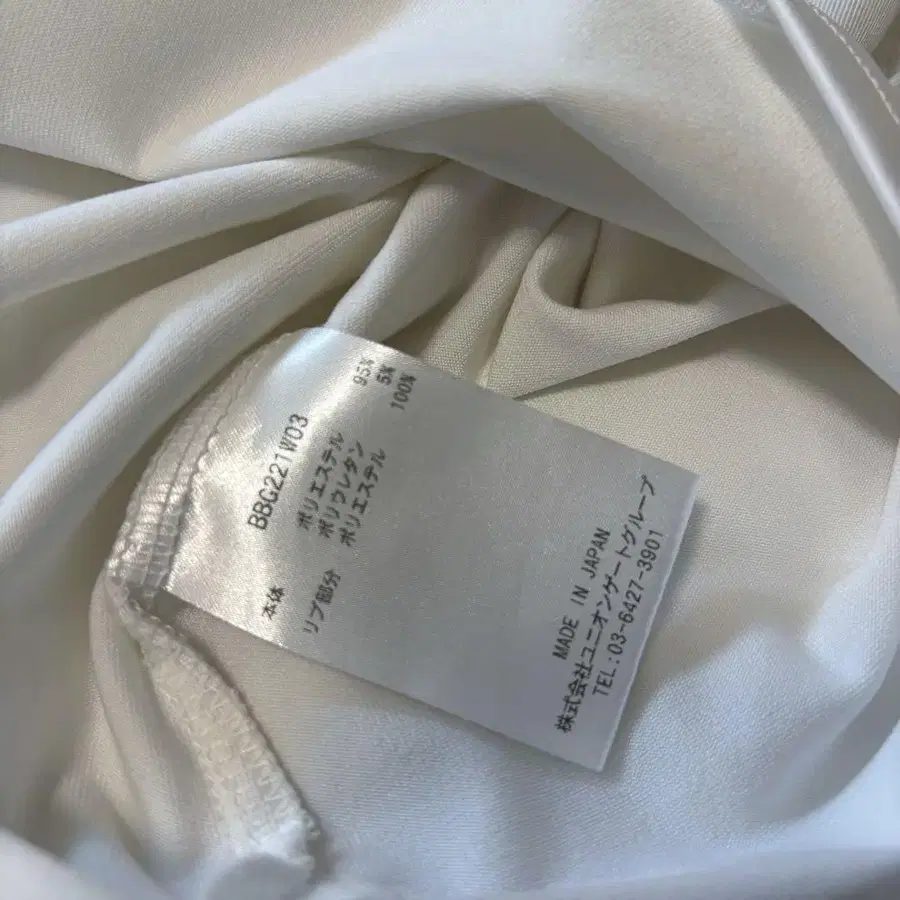 BBG221W03
本体 ポリエステル 95%
ポリウレタン 5%
リブ部分 ポリエステル 100%
MADE IN JAPAN
株式会社ユニオンゲートグループ
TEL:03-6427-3901